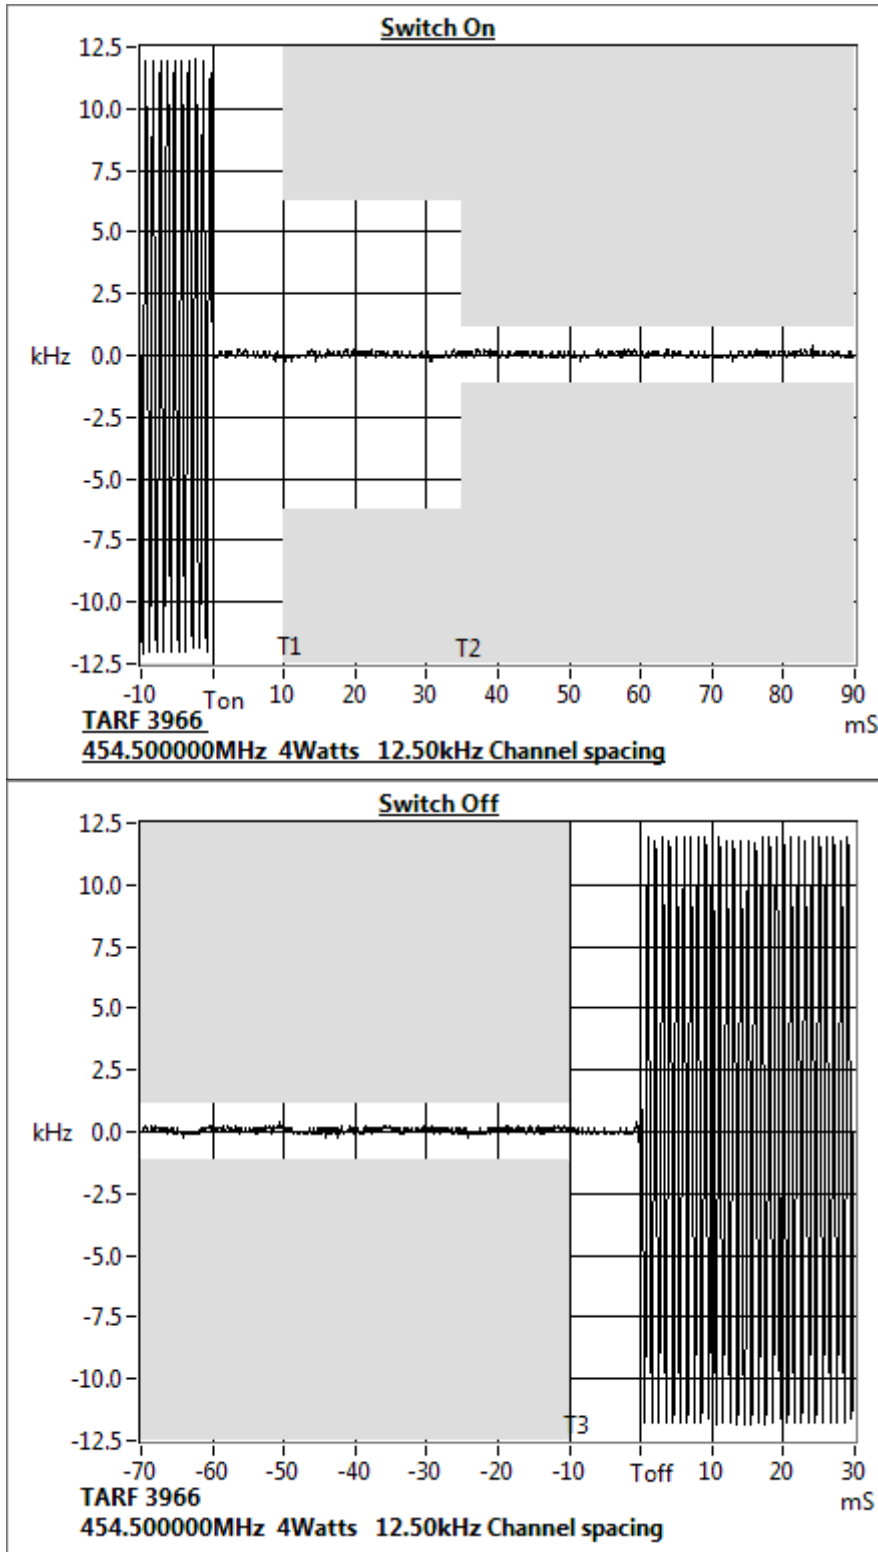 Switch On
12.5
10.0
7.5
5.0
2.5
kHz 0.0
-2.5
-5.0
-7.5
-10.0
-12.5
T1 T2
-10 Ton 10 20 30 40 50 60 70 80 90
mS
TARF 3966
454.500000MHz 4Watts 12.50kHz Channel spacing
Switch Off
12.5
10.0
7.5
5.0
2.5
kHz 0.0
-2.5
-5.0
-7.5
-10.0
-12.5
T3
-70 -60 -50 -40 -30 -20 -10 Toff 10 20 30
mS
TARF 3966
454.500000MHz 4Watts 12.50kHz Channel spacing